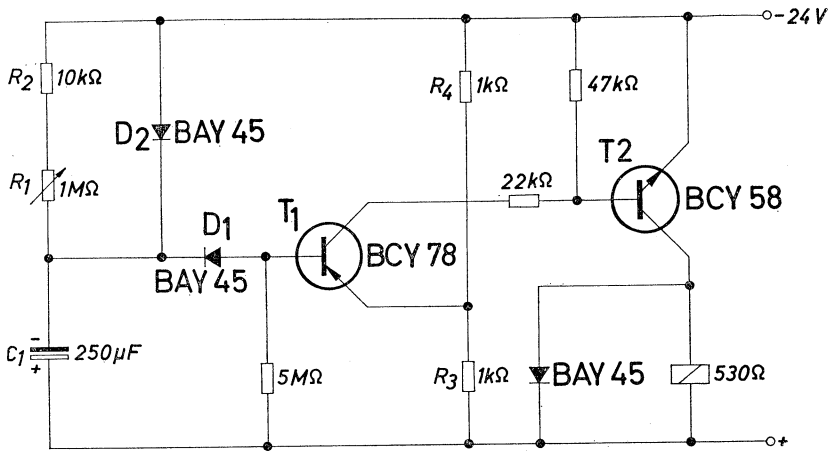 -24V
R2 10kΩ
D2 BAY 45
R4 1kΩ
47kΩ
T2
R1 1MΩ
22kΩ
BCY 58
D1
BAY 45
T1
BCY 78
C1
-
+
250µF
5MΩ
R3 1kΩ
BAY 45
530Ω
+